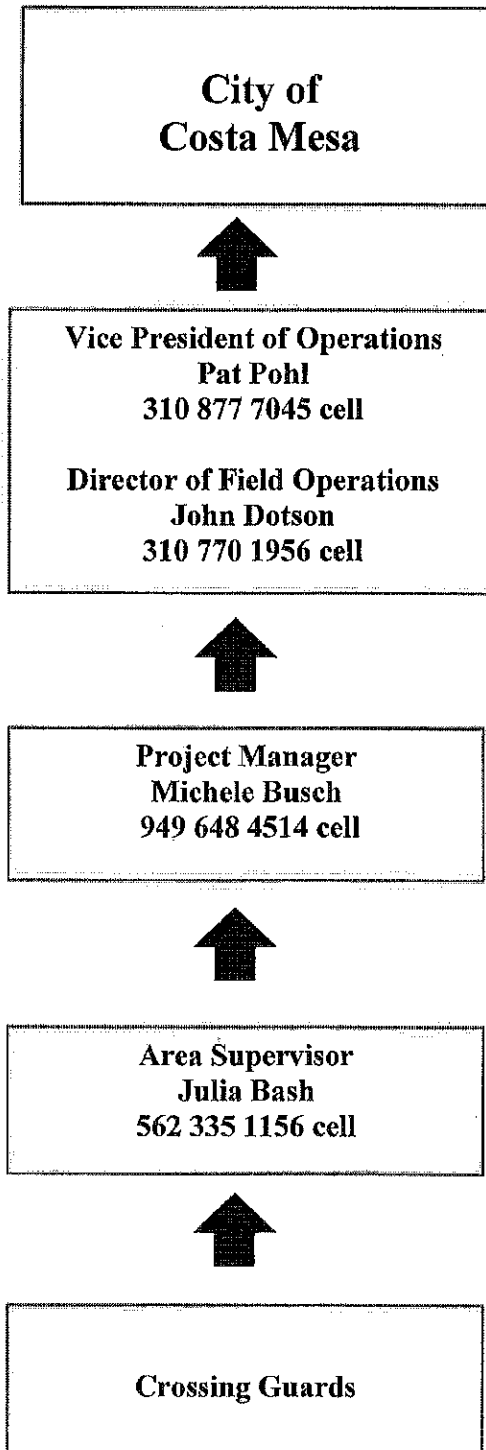 City of
Costa Mesa
Vice President of Operations
Pat Pohl
310 877 7045 cell
Director of Field Operations
John Dotson
310 770 1956 cell
Project Manager
Michele Busch
949 648 4514 cell
Area Supervisor
Julia Bash
562 335 1156 cell
Crossing Guards